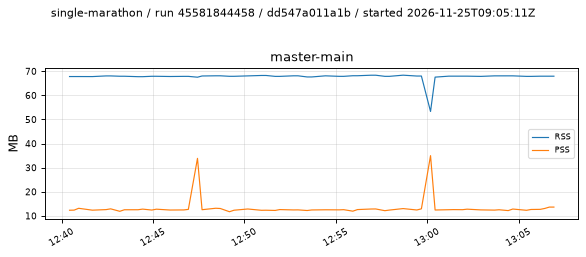 single-marathon / run 45581844458 / dd547a011a1b / started 2026-11-25T09:05:11Z
master-main
MB
70
60
50
40
30
20
10
RSS
PSS
12:40
12:45
12:50
12:55
13:00
13:05